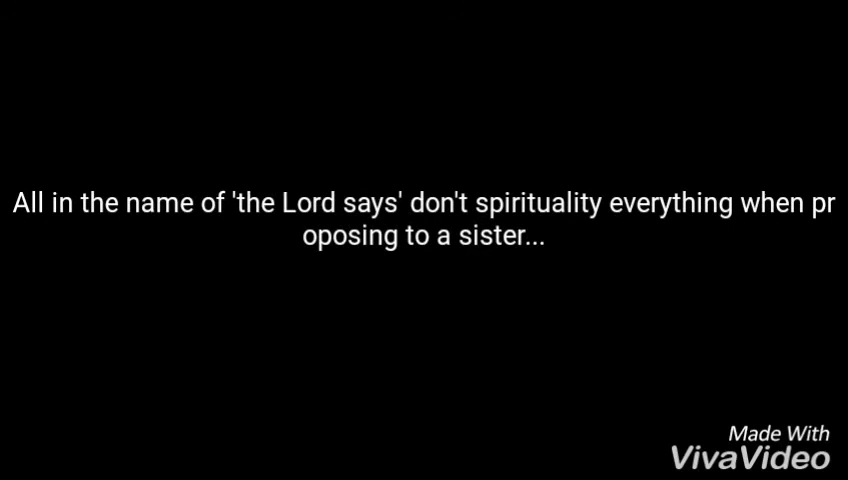 All in the name of 'the Lord says' don't spirituality everything when pr
oposing to a sister...
Made With
VivaVideo